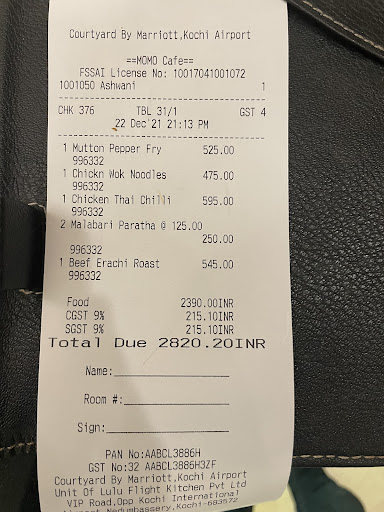 Courtyard By Marriott,Kochi Airport
==MOMO Cafe==
FSSAI License No: 10017041001072
1001050 Ashwani 1
CHK 376 TBL 31/1 GST 4
22 Dec'21 21:13 PM
1 Mutton Pepper Fry 525.00
996332
1 Chickn Wok Noodles 475.00
996332
1 Chicken Thai Chilli 595.00
996332
2 Malabari Paratha @ 125.00
250.00
996332
1 Beef Erachi Roast 545.00
996332
Food 2390.00INR
CGST 9% 215.10INR
SGST 9% 215.10INR
Total Due 2820.20INR
Name:
Room #:
Sign:
PAN No:AABCL3886H
GST No:32 AABCL3886H3ZF
Courtyard By Marriott,Kochi Airport
Unit Of Lulu Flight Kitchen Pvt Ltd
VIP Road,Opp Kochi International
Airport Nedumbassery,Kochi-683572